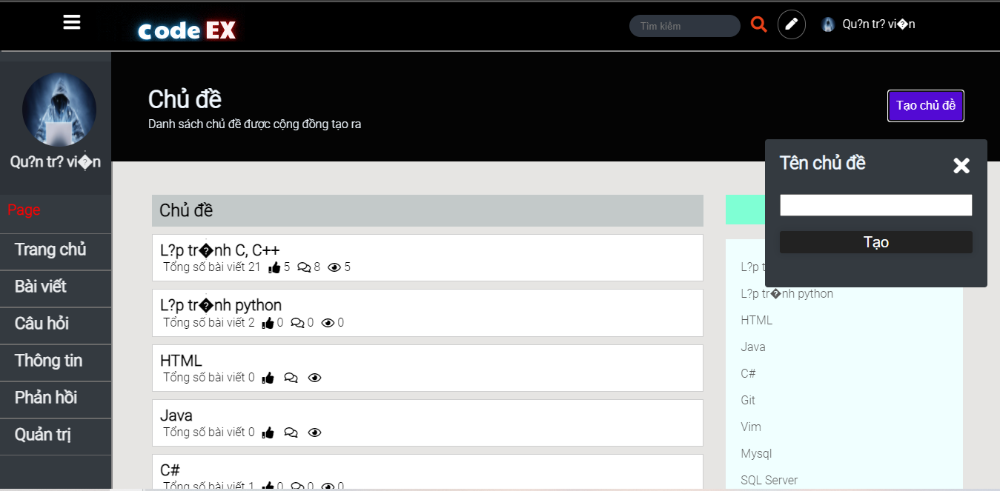 Code EX
Tìm kiếm
Qu?n tr? vi�n
Qu?n tr? vi�n
Page
Trang chủ
Bài viết
Câu hỏi
Thông tin
Phản hồi
Quản trị
Chủ đề
Danh sách chủ đề được cộng đồng tạo ra
Tạo chủ đề
Tên chủ đề
Tạo
Chủ đề
L?p tr�nh C, C++
Tổng số bài viết 21 5 8 5
L?p tr�nh python
Tổng số bài viết 2 0 0 0
HTML
Tổng số bài viết 0
Java
Tổng số bài viết 0
C#
Tổng số bài viết 1 0 0 0
L?p t
L?p tr�nh python
HTML
Java
C#
Git
Vim
Mysql
SQL Server